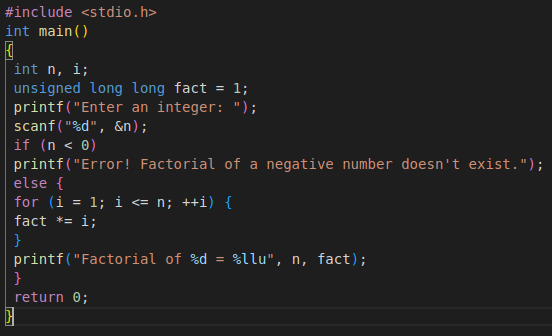 #include <stdio.h>
int main()
{
int n, i;
unsigned long long fact = 1;
printf("Enter an integer: ");
scanf("%d", &n);
if (n < 0)
printf("Error! Factorial of a negative number doesn't exist.");
else {
for (i = 1; i <= n; ++i) {
fact *= i;
}
printf("Factorial of %d = %llu", n, fact);
}
return 0;
}